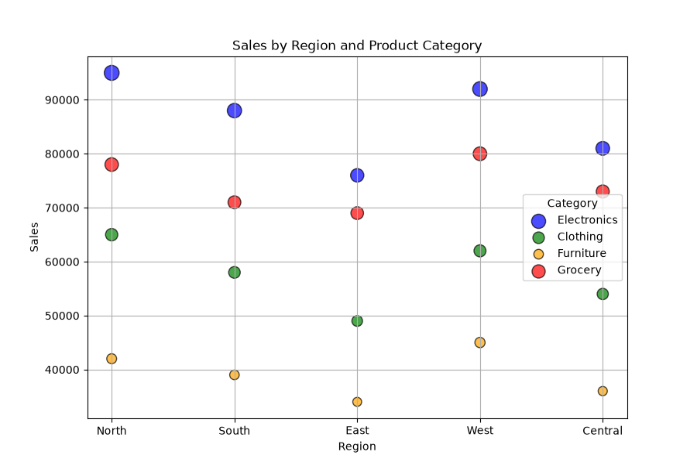 Sales by Region and Product Category
Sales
90000
80000
70000
60000
50000
40000
Category
Electronics
Clothing
Furniture
Grocery
North South East West Central
Region